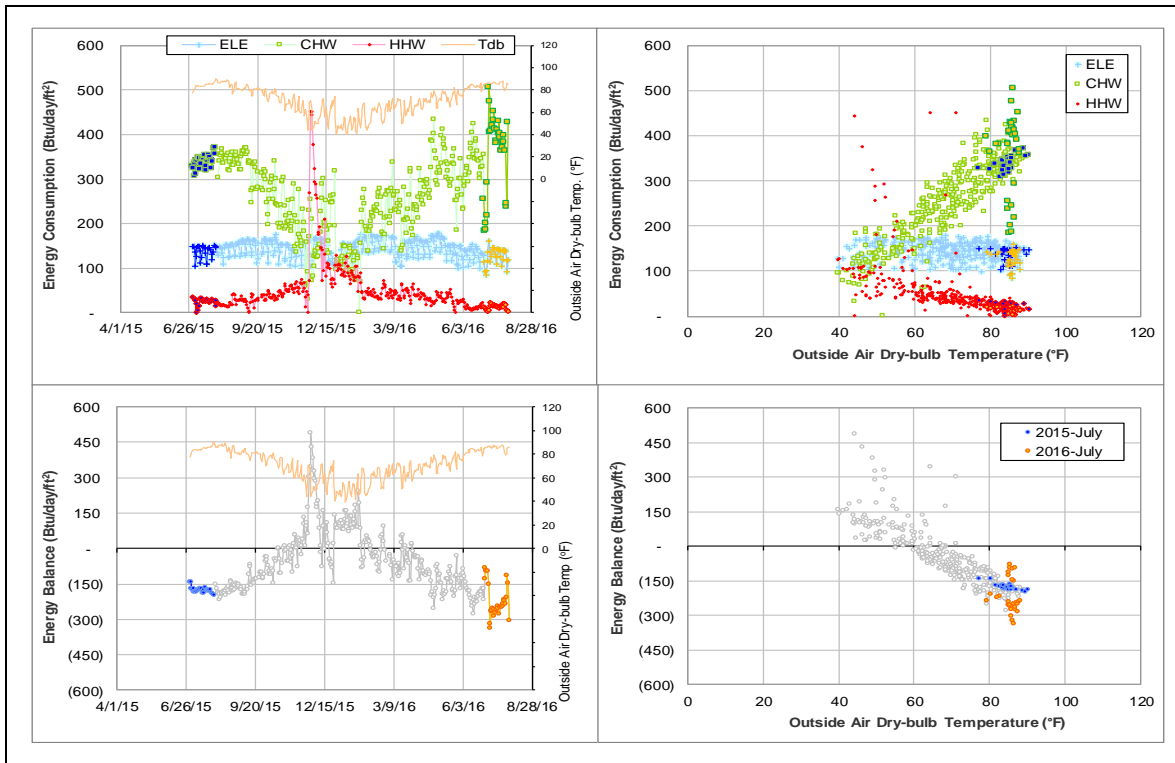 ELE CHW HHW Tdb
Energy Consumption (Btu/day/ft²)
600
500
400
300
200
100
-
120
100
80
60
40
20
0
Outside Air Dry-bulb Temp. (°F)
4/1/15 6/26/15 9/20/15 12/15/15 3/9/16 6/3/16 8/28/16
ELE
CHW
HHW
Energy Consumption (Btu/day/ft²)
600
500
400
300
200
100
-
0 20 40 60 80 100 120
Outside Air Dry-bulb Temperature (°F)
Energy Balance (Btu/day/ft²)
600
450
300
150
-
(150)
(300)
(450)
(600)
120
100
80
60
40
20
0
Outside Air Dry-bulb Temp (°F)
4/1/15 6/26/15 9/20/15 12/15/15 3/9/16 6/3/16 8/28/16
2015-July
2016-July
Energy Balance (Btu/day/ft²)
600
450
300
150
-
(150)
(300)
(450)
(600)
0 20 40 60 80 100 120
Outside Air Dry-bulb Temperature (°F)